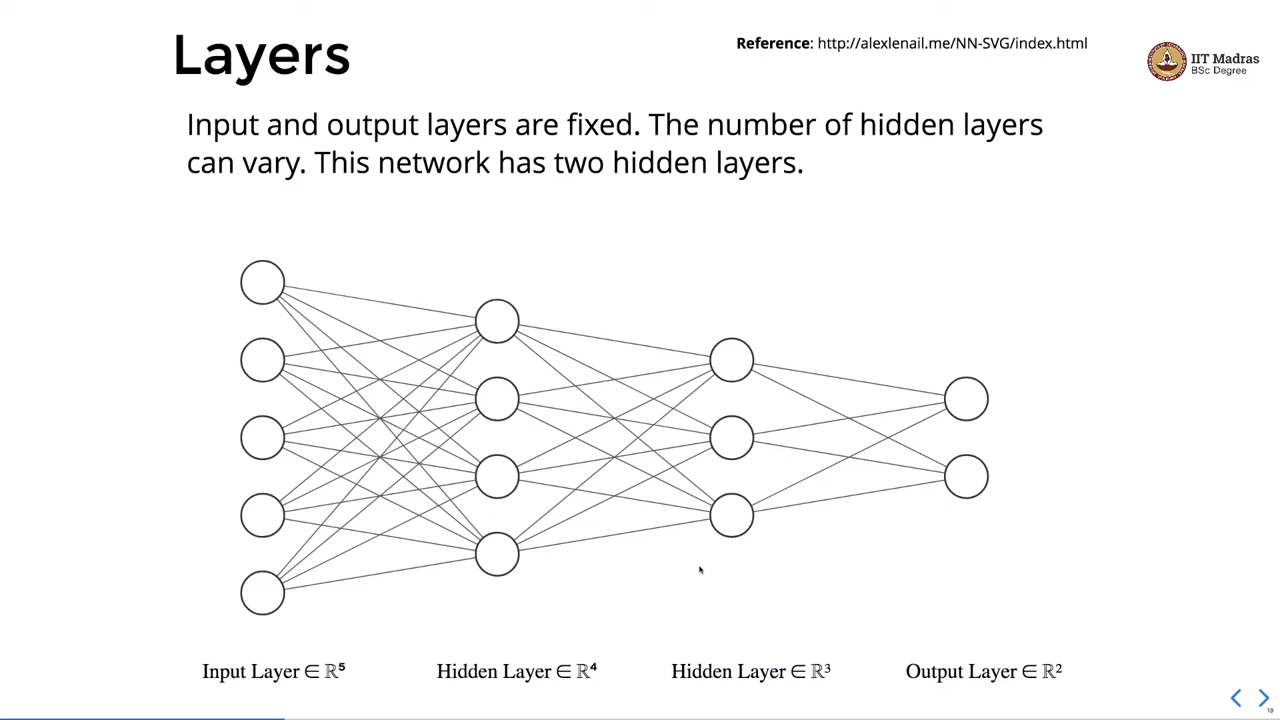 Layers
Reference: http://alexlenail.me/NN-SVG/index.html
IIT Madras
BSc Degree
Input and output layers are fixed. The number of hidden layers
can vary. This network has two hidden layers.
Input Layer ∈ ℝ⁵
Hidden Layer ∈ ℝ⁴
Hidden Layer ∈ ℝ³
Output Layer ∈ ℝ²
19